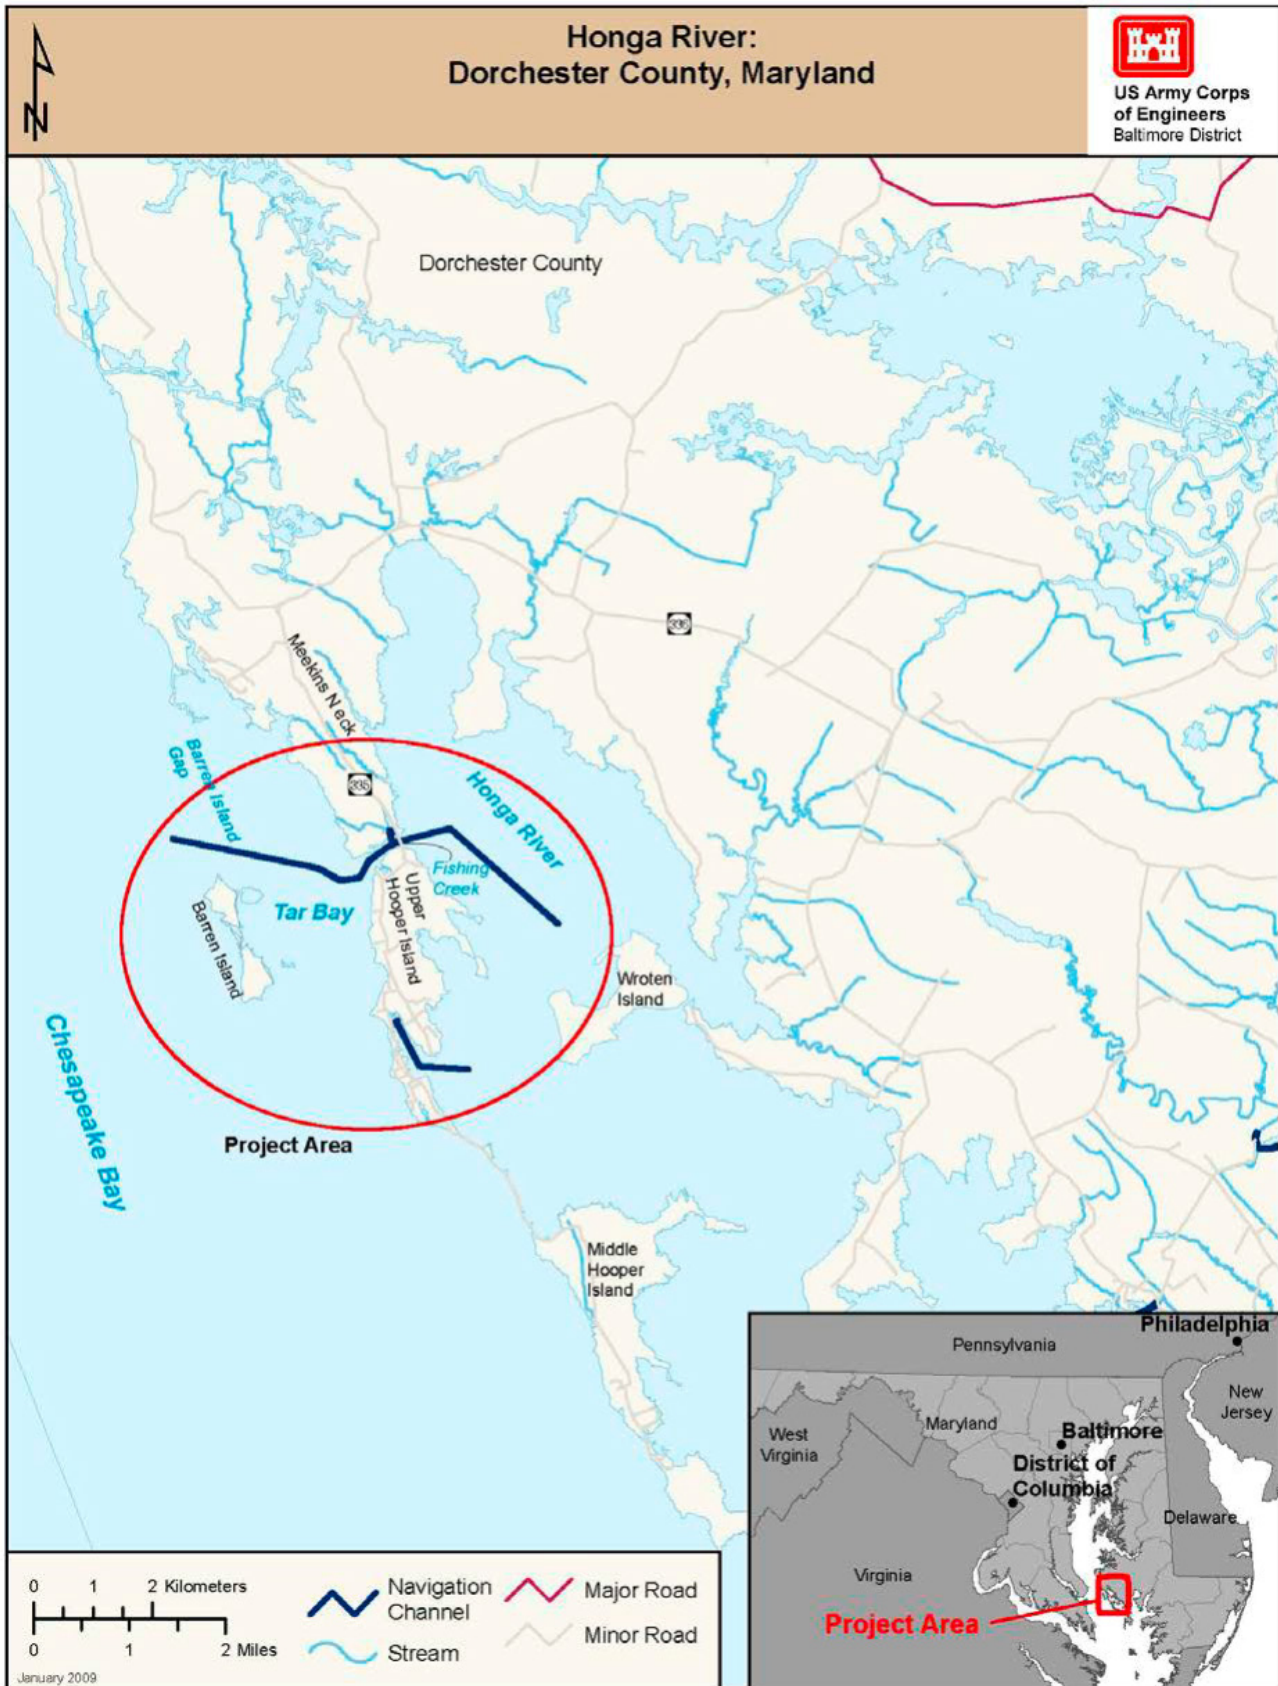 Honga River:
Dorchester County, Maryland
N
US Army Corps
of Engineers
Baltimore District
Dorchester County
336
Meekins Neck
335
Barren Island
Gap
Honga River
Fishing
Creek
Upper
Hooper Island
Tar Bay
Barren Island
Wroten
Island
Chesapeake Bay
Project Area
Middle
Hooper
Island
0 1 2 Kilometers
0 1 2 Miles
January 2009
Navigation
Channel
Stream
Major Road
Minor Road
Philadelphia
Pennsylvania
New
Jersey
Maryland
West
Virginia
Baltimore
District of
Columbia
Delaware
Virginia
Project Area